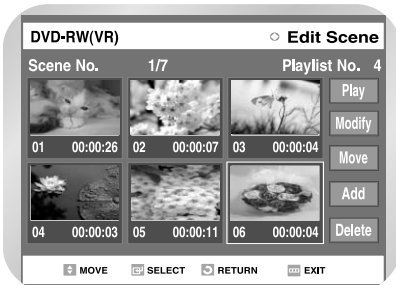 DVD-RW(VR) Edit Scene
Scene No. 1/7 Playlist No. 4
Play
Modify
01 00:00:26 02 00:00:07 03 00:00:04
Move
Add
Delete
04 00:00:03 05 00:00:11 06 00:00:04
MOVE SELECT RETURN EXIT